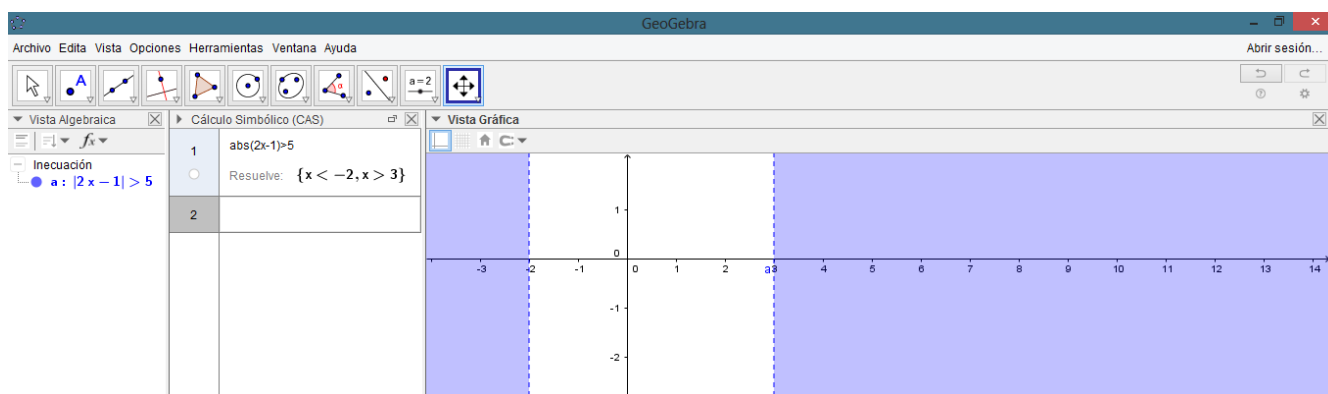 GeoGebra
Archivo Edita Vista Opciones Herramientas Ventana Ayuda
Abrir sesión...
A
α
a=2
Vista Algebraica
fx
Inecuación
a : |2 x − 1| > 5
Cálculo Simbólico (CAS)
1
abs(2x-1)>5
Resuelve: {x < −2, x > 3}
2
Vista Gráfica
1
0
-3 -2 -1 0 1 2 a 3 4 5 6 7 8 9 10 11 12 13 14
-1
-2